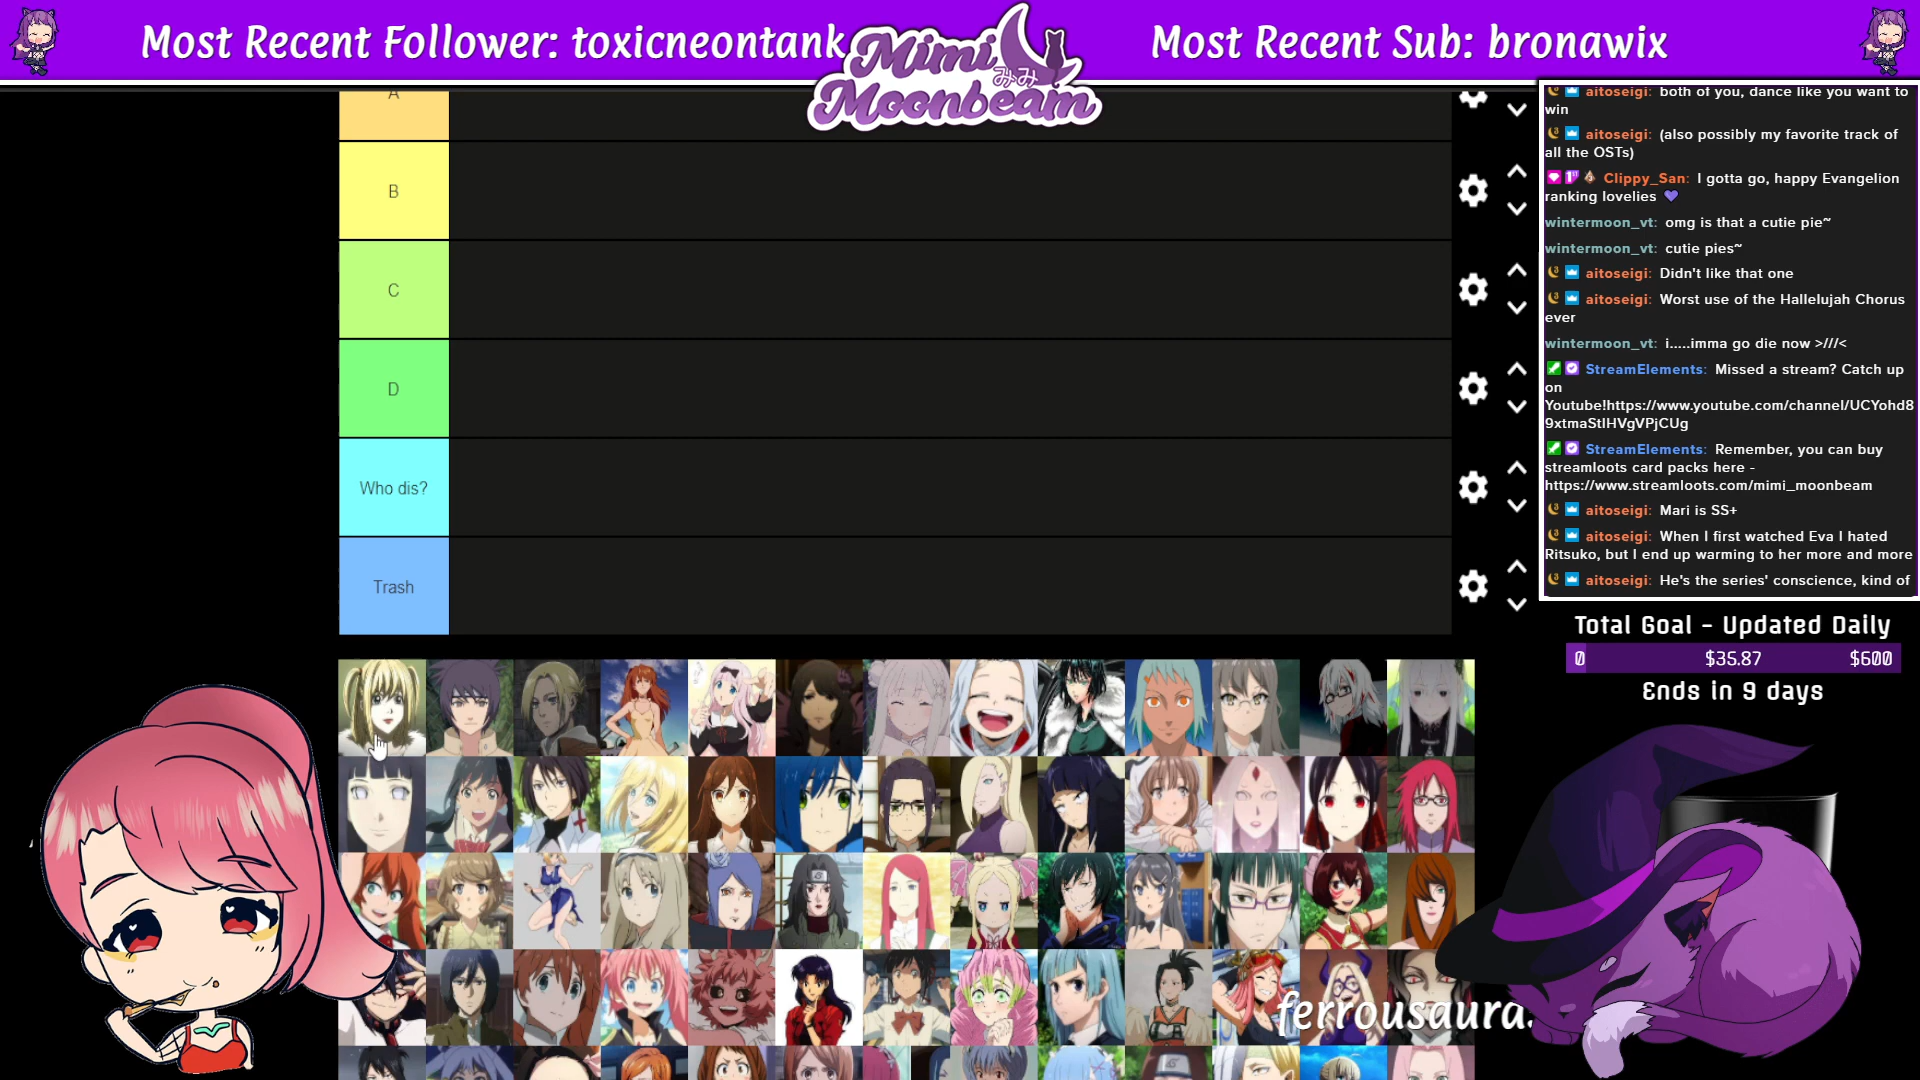 Most Recent Follower: toxicneontank
Mimi
みみ
Moonbeam
Most Recent Sub: bronawix
A
B
C
D
Who dis?
Trash
aitoseigi: both of you, dance like you want to
win
aitoseigi: (also possibly my favorite track of
all the OSTs)
Clippy_San: I gotta go, happy Evangelion
ranking lovelies 💜
wintermoon_vt: omg is that a cutie pie~
wintermoon_vt: cutie pies~
aitoseigi: Didn't like that one
aitoseigi: Worst use of the Hallelujah Chorus
ever
wintermoon_vt: i.....imma go die now >///<
StreamElements: Missed a stream? Catch up
on
Youtube!https://www.youtube.com/channel/UCYohd8
9xtmaStlHVgVPjCUg
StreamElements: Remember, you can buy
streamloots card packs here -
https://www.streamloots.com/mimi_moonbeam
aitoseigi: Mari is SS+
aitoseigi: When I first watched Eva I hated
Ritsuko, but I end up warming to her more and more
aitoseigi: He's the series' conscience, kind of
Total Goal - Updated Daily
0 $35.87 $600
Ends in 9 days
ferrousaura